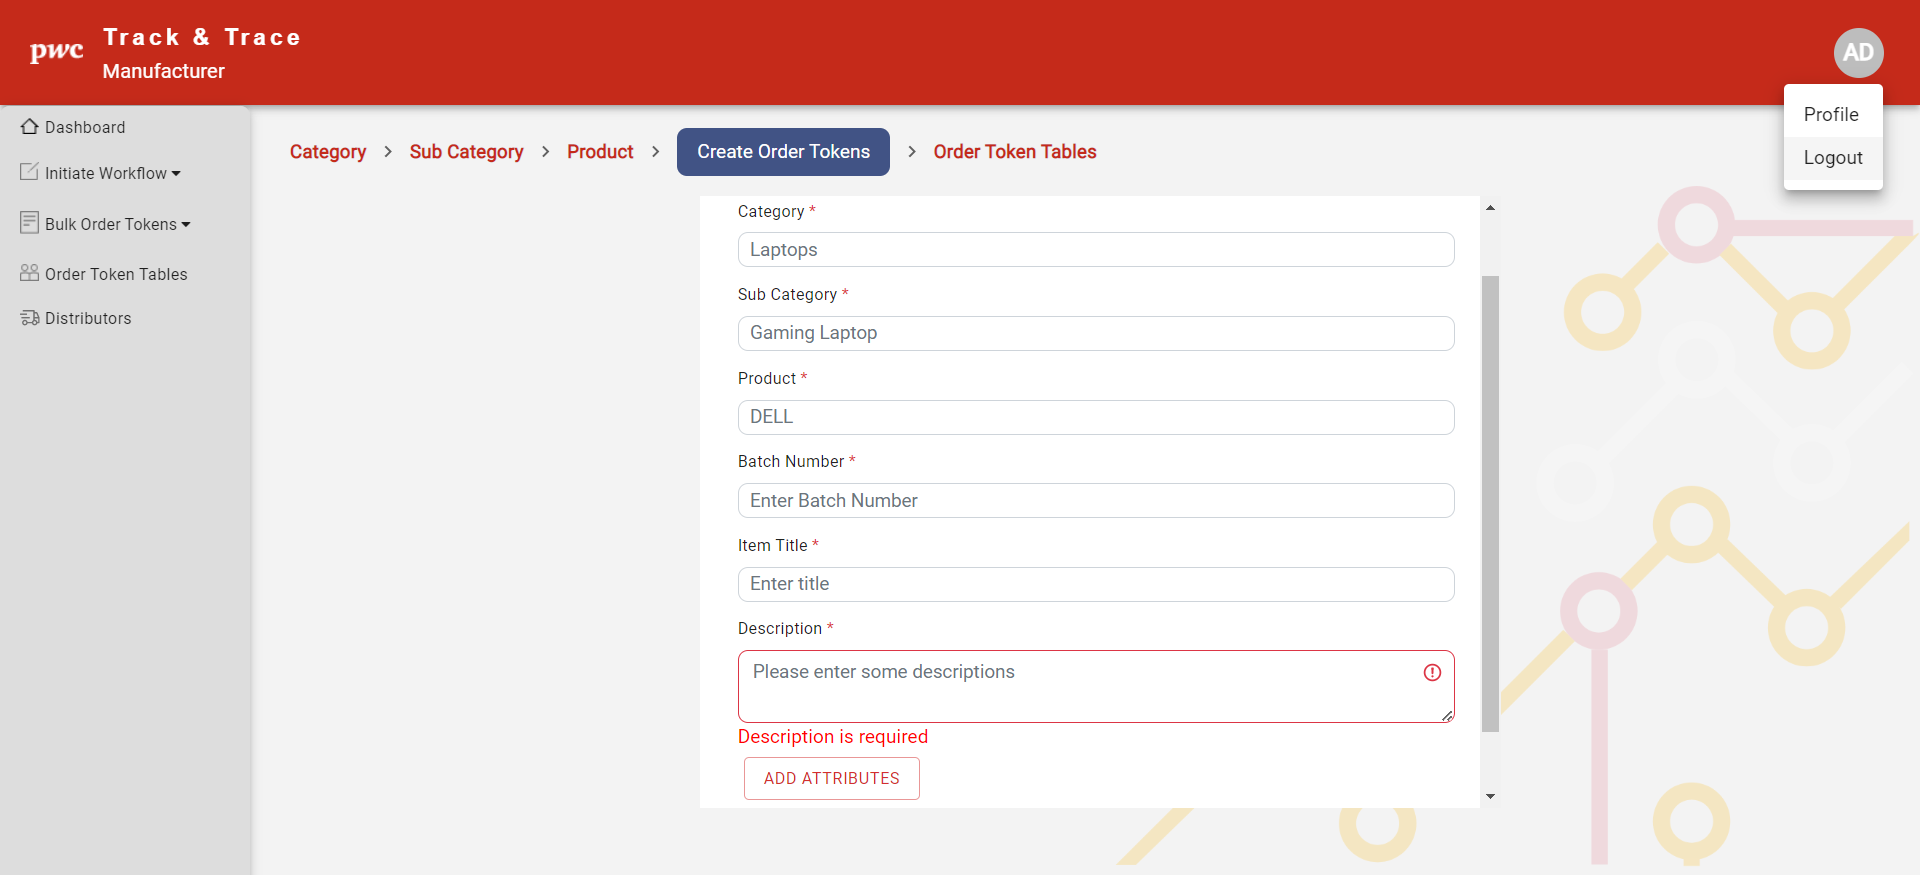 pwc
Track & Trace
Manufacturer
AD
Profile
Logout
Dashboard
Initiate Workflow
Bulk Order Tokens
Order Token Tables
Distributors
Category > Sub Category > Product > Create Order Tokens > Order Token Tables
Category *
Laptops
Sub Category *
Gaming Laptop
Product *
DELL
Batch Number *
Enter Batch Number
Item Title *
Enter title
Description *
Please enter some descriptions
Description is required
ADD ATTRIBUTES